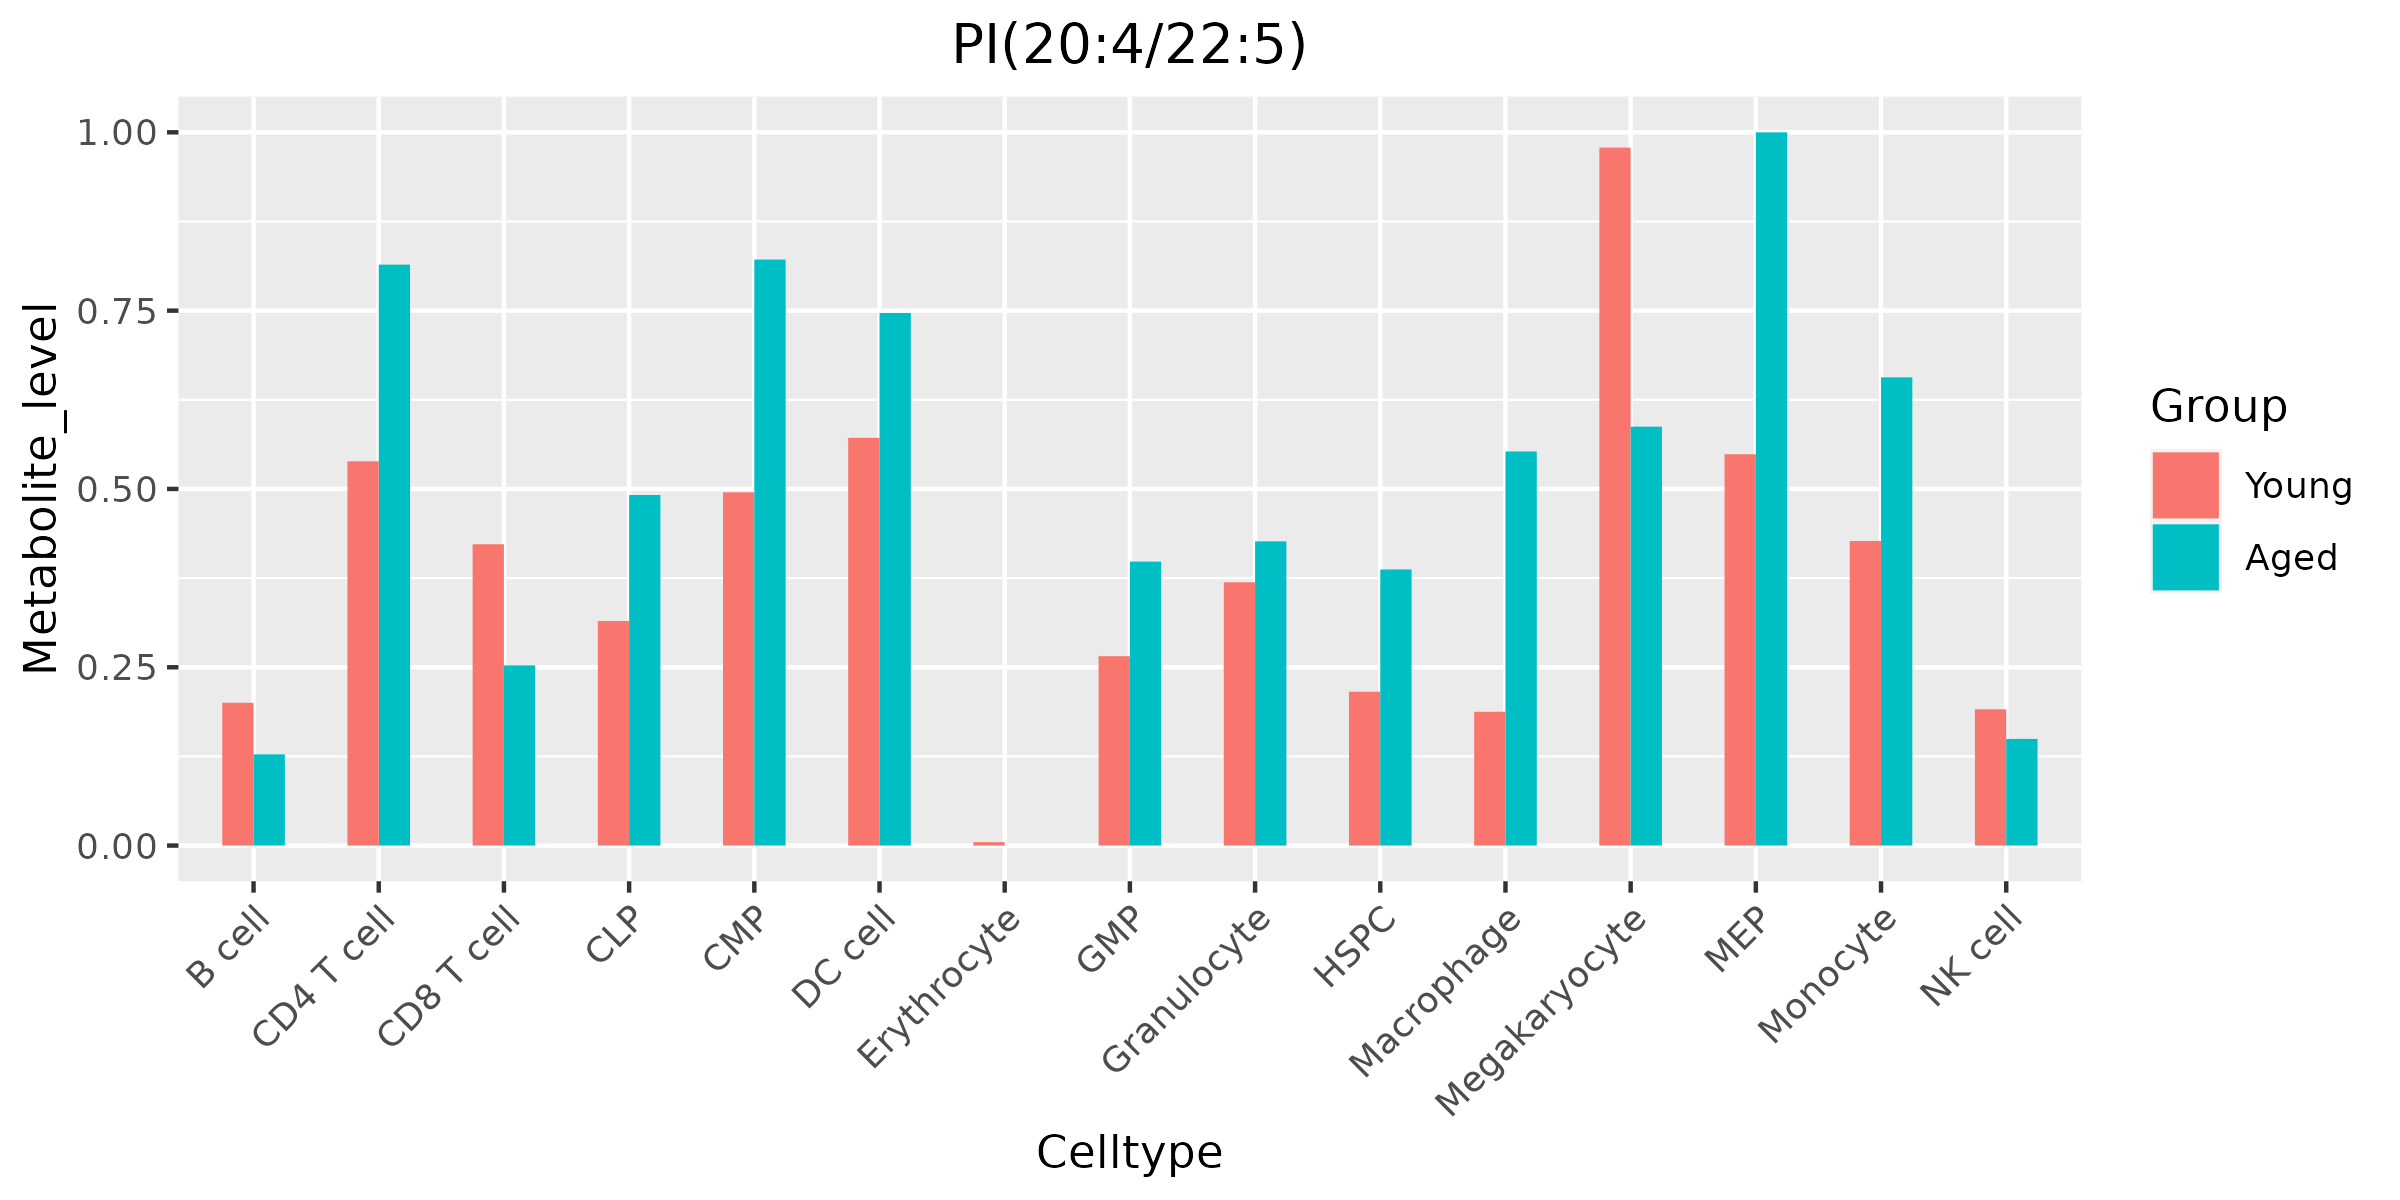 PI(20:4/22:5)
Metabolite_level
1.00
0.75
0.50
0.25
0.00
B cell
CD4 T cell
CD8 T cell
CLP
CMP
DC cell
Erythrocyte
GMP
Granulocyte
HSPC
Macrophage
Megakaryocyte
MEP
Monocyte
NK cell
Celltype
Group
Young
Aged